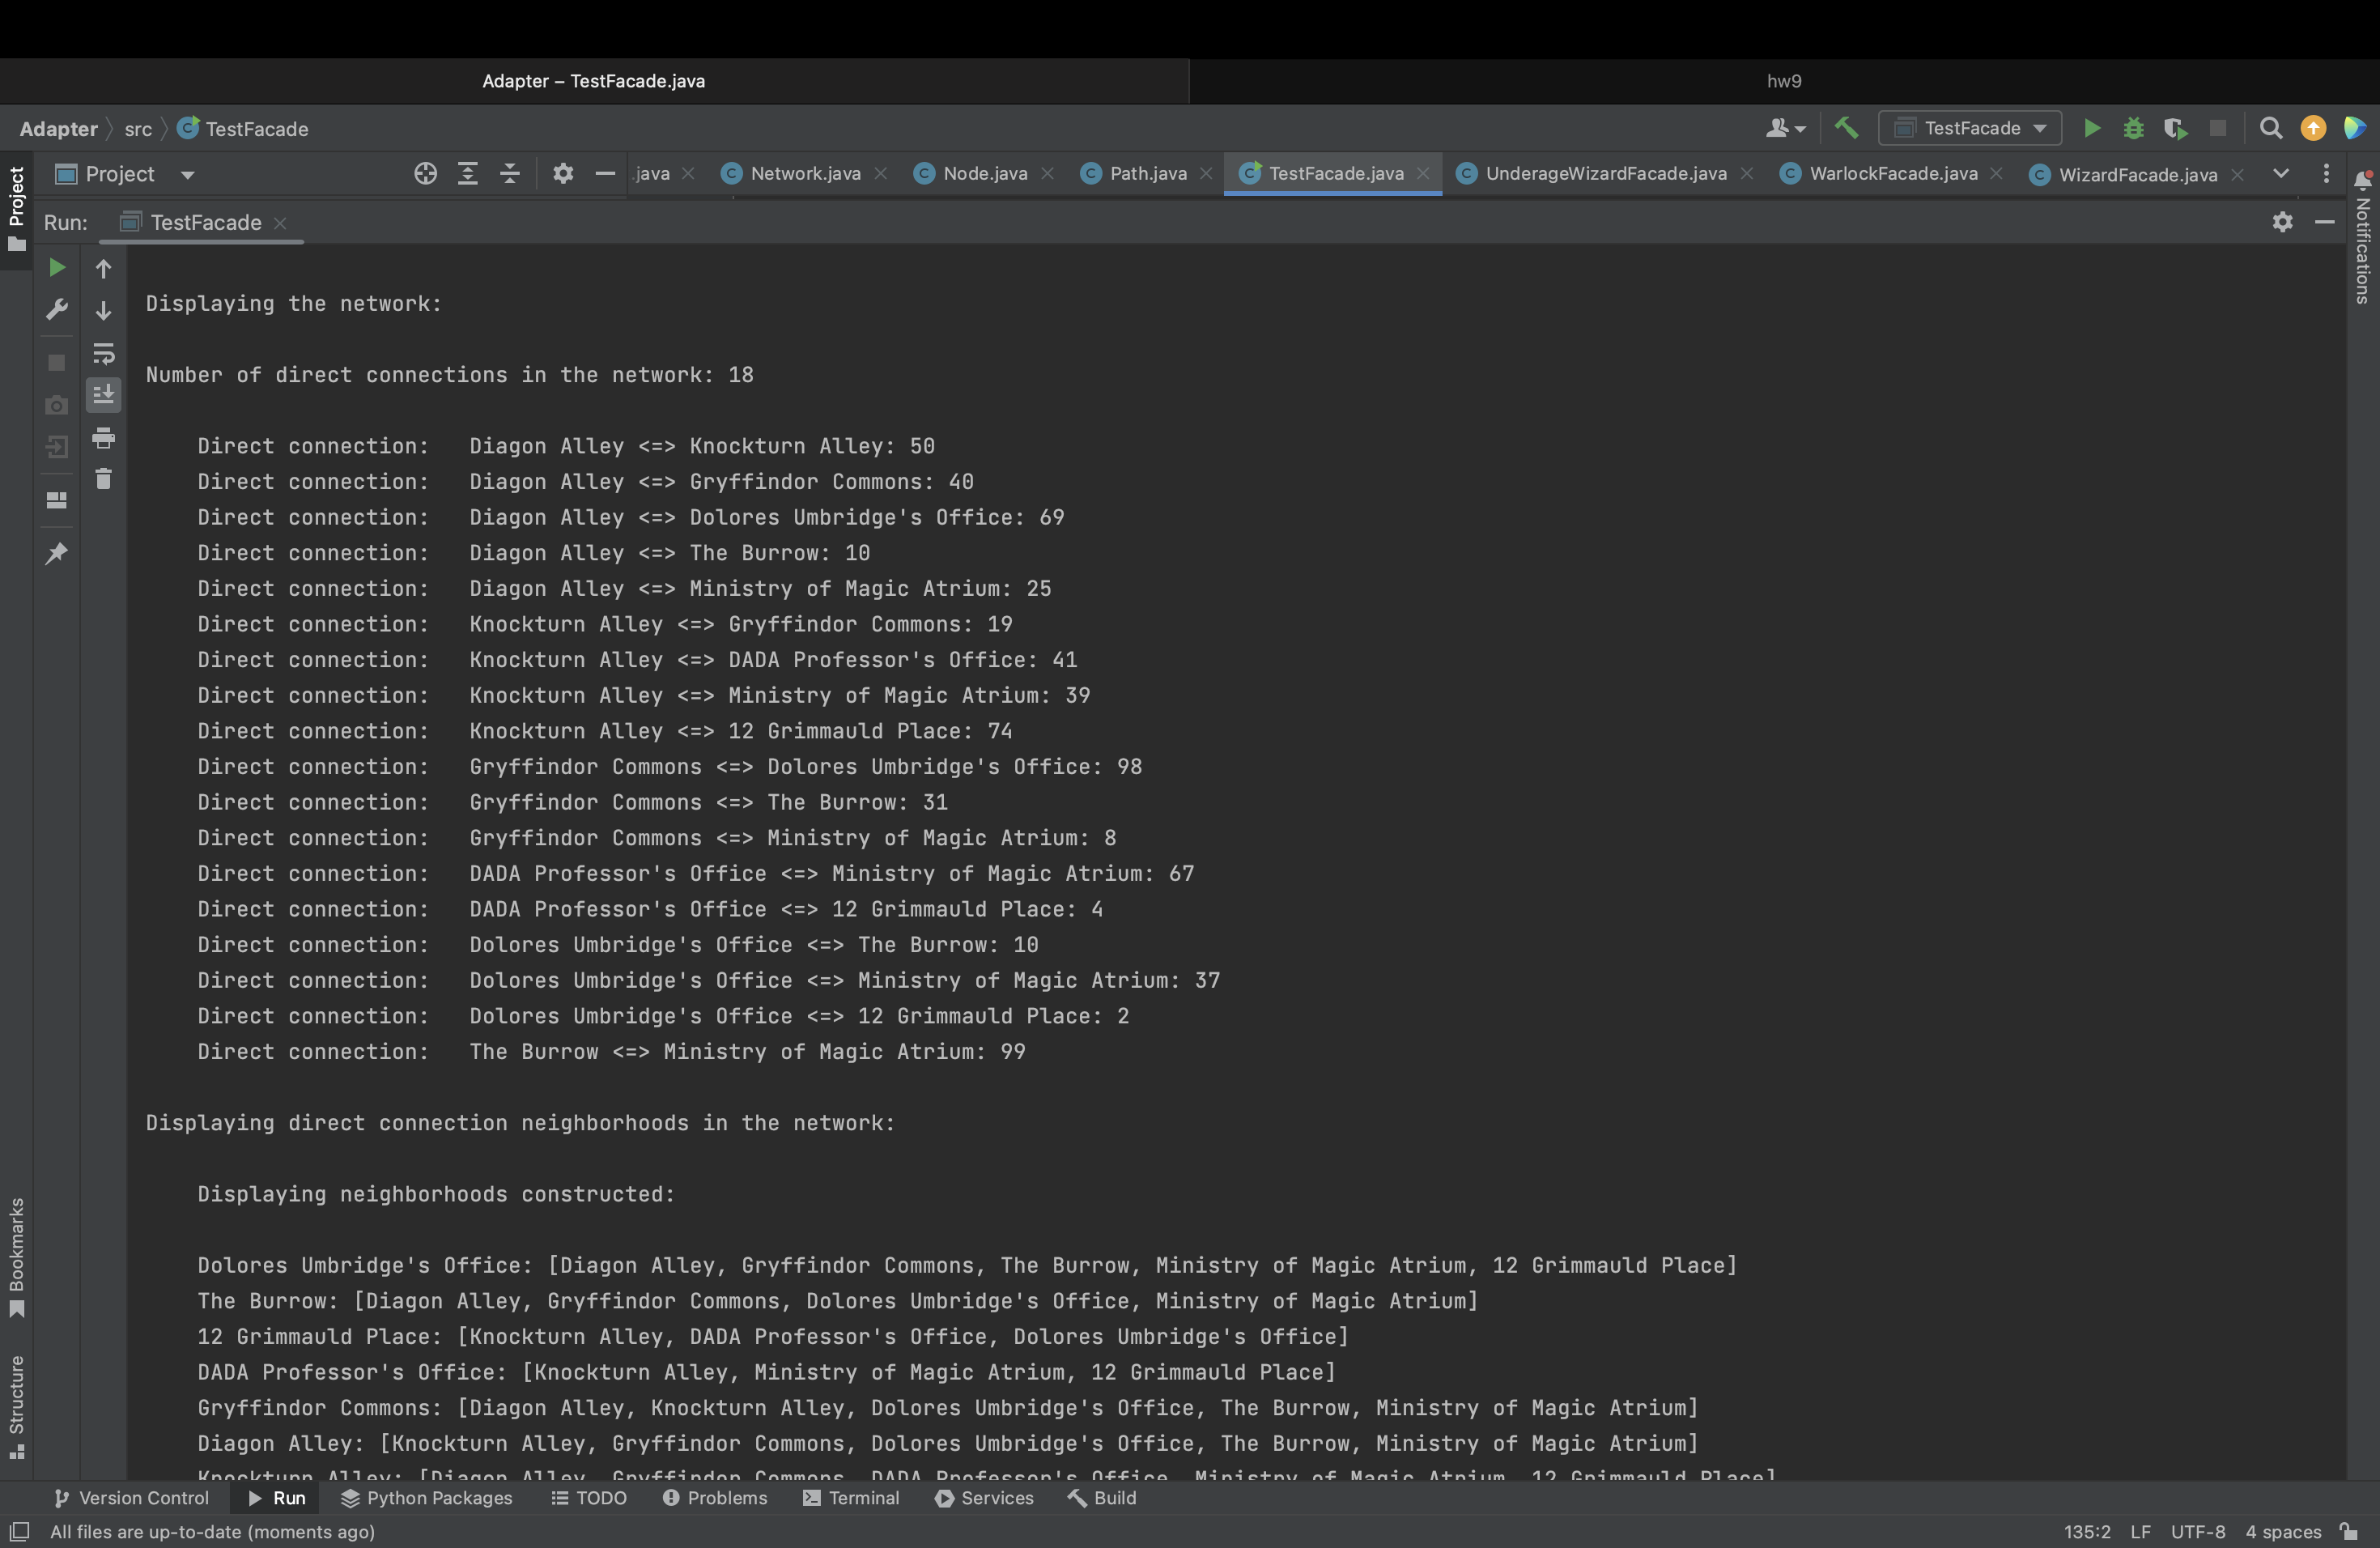 Adapter – TestFacade.java
hw9
Adapter
src
TestFacade
TestFacade
Project
.java
Network.java
Node.java
Path.java
TestFacade.java
UnderageWizardFacade.java
WarlockFacade.java
WizardFacade.java
Project
Notifications
Run:
TestFacade
Displaying the network:
Number of direct connections in the network: 18
Direct connection:   Diagon Alley <=> Knockturn Alley: 50
Direct connection:   Diagon Alley <=> Gryffindor Commons: 40
Direct connection:   Diagon Alley <=> Dolores Umbridge's Office: 69
Direct connection:   Diagon Alley <=> The Burrow: 10
Direct connection:   Diagon Alley <=> Ministry of Magic Atrium: 25
Direct connection:   Knockturn Alley <=> Gryffindor Commons: 19
Direct connection:   Knockturn Alley <=> DADA Professor's Office: 41
Direct connection:   Knockturn Alley <=> Ministry of Magic Atrium: 39
Direct connection:   Knockturn Alley <=> 12 Grimmauld Place: 74
Direct connection:   Gryffindor Commons <=> Dolores Umbridge's Office: 98
Direct connection:   Gryffindor Commons <=> The Burrow: 31
Direct connection:   Gryffindor Commons <=> Ministry of Magic Atrium: 8
Direct connection:   DADA Professor's Office <=> Ministry of Magic Atrium: 67
Direct connection:   DADA Professor's Office <=> 12 Grimmauld Place: 4
Direct connection:   Dolores Umbridge's Office <=> The Burrow: 10
Direct connection:   Dolores Umbridge's Office <=> Ministry of Magic Atrium: 37
Direct connection:   Dolores Umbridge's Office <=> 12 Grimmauld Place: 2
Direct connection:   The Burrow <=> Ministry of Magic Atrium: 99
Displaying direct connection neighborhoods in the network:
Displaying neighborhoods constructed:
Dolores Umbridge's Office: [Diagon Alley, Gryffindor Commons, The Burrow, Ministry of Magic Atrium, 12 Grimmauld Place]
The Burrow: [Diagon Alley, Gryffindor Commons, Dolores Umbridge's Office, Ministry of Magic Atrium]
12 Grimmauld Place: [Knockturn Alley, DADA Professor's Office, Dolores Umbridge's Office]
DADA Professor's Office: [Knockturn Alley, Ministry of Magic Atrium, 12 Grimmauld Place]
Gryffindor Commons: [Diagon Alley, Knockturn Alley, Dolores Umbridge's Office, The Burrow, Ministry of Magic Atrium]
Diagon Alley: [Knockturn Alley, Gryffindor Commons, Dolores Umbridge's Office, The Burrow, Ministry of Magic Atrium]
Knockturn Alley: [Diagon Alley, Gryffindor Commons, DADA Professor's Office, Ministry of Magic Atrium, 12 Grimmauld Place]
Bookmarks
Structure
Version Control
Run
Python Packages
TODO
Problems
Terminal
Services
Build
All files are up-to-date (moments ago)
135:2
LF
UTF-8
4 spaces